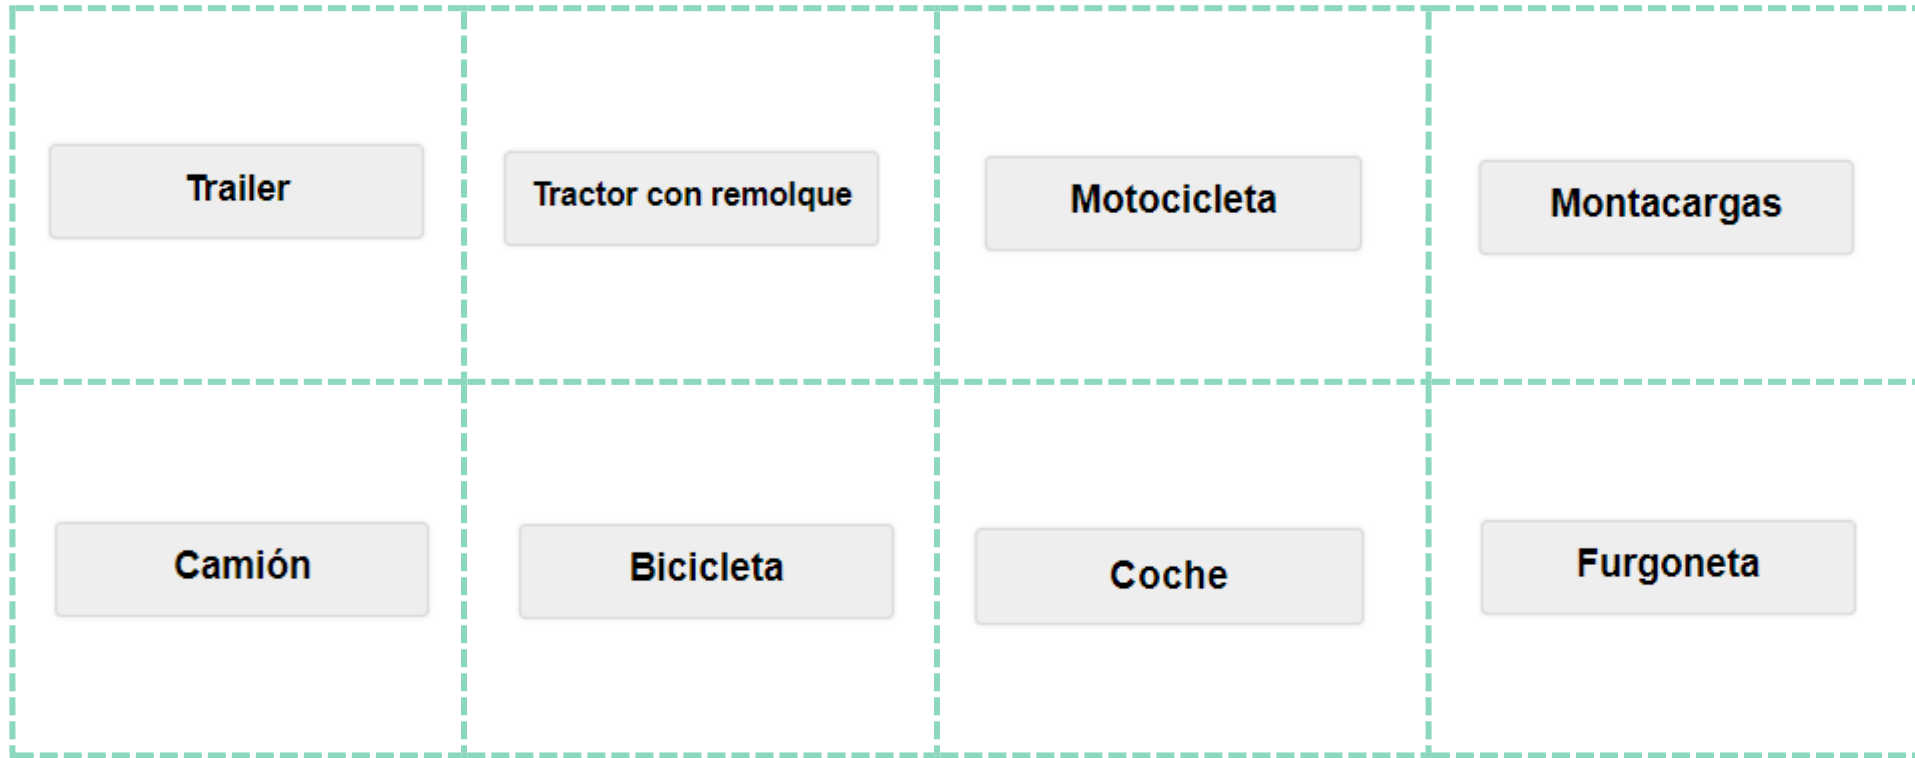 Trailer
Tractor con remolque
Motocicleta
Montacargas
Camión
Bicicleta
Coche
Furgoneta